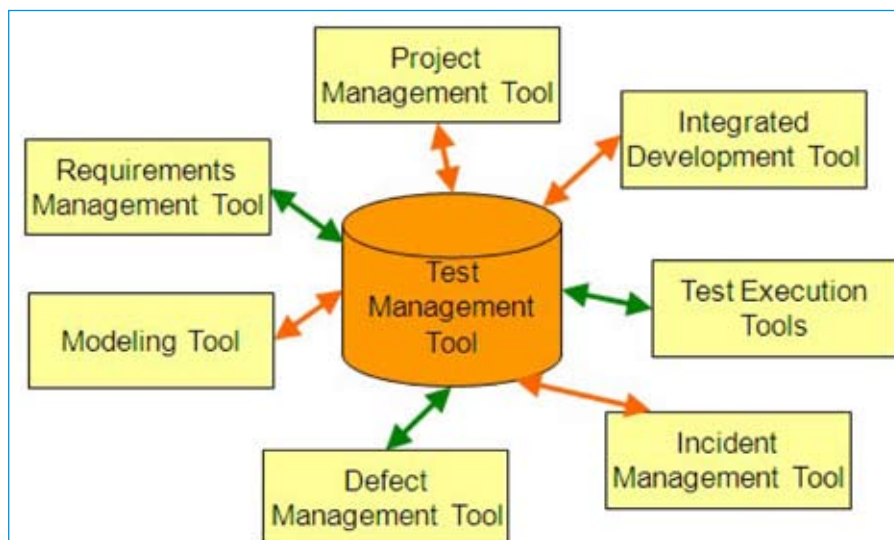 Project
Management Tool
Integrated
Development Tool
Requirements
Management Tool
Test
Management
Tool
Test Execution
Tools
Modeling Tool
Incident
Management Tool
Defect
Management Tool